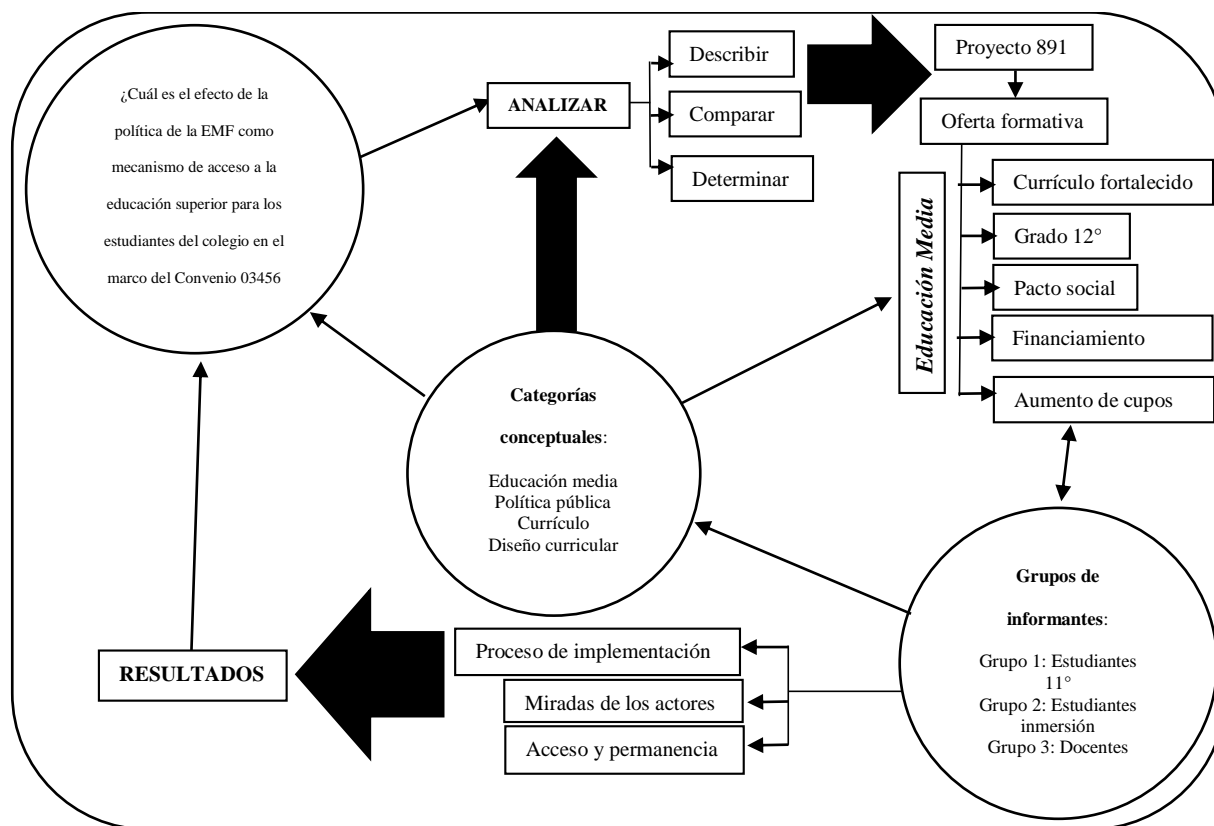 ¿Cuál es el efecto de la
política de la EMF como
mecanismo de acceso a la
educación superior para los
estudiantes del colegio en el
marco del Convenio 03456
ANALIZAR
Describir
Comparar
Determinar
Proyecto 891
Oferta formativa
Educación Media
Currículo fortalecido
Grado 12°
Pacto social
Financiamiento
Aumento de cupos
Categorías
conceptuales:
Educación media
Política pública
Currículo
Diseño curricular
Grupos de
informantes:
Grupo 1: Estudiantes
11°
Grupo 2: Estudiantes
inmersión
Grupo 3: Docentes
Proceso de implementación
Miradas de los actores
Acceso y permanencia
RESULTADOS